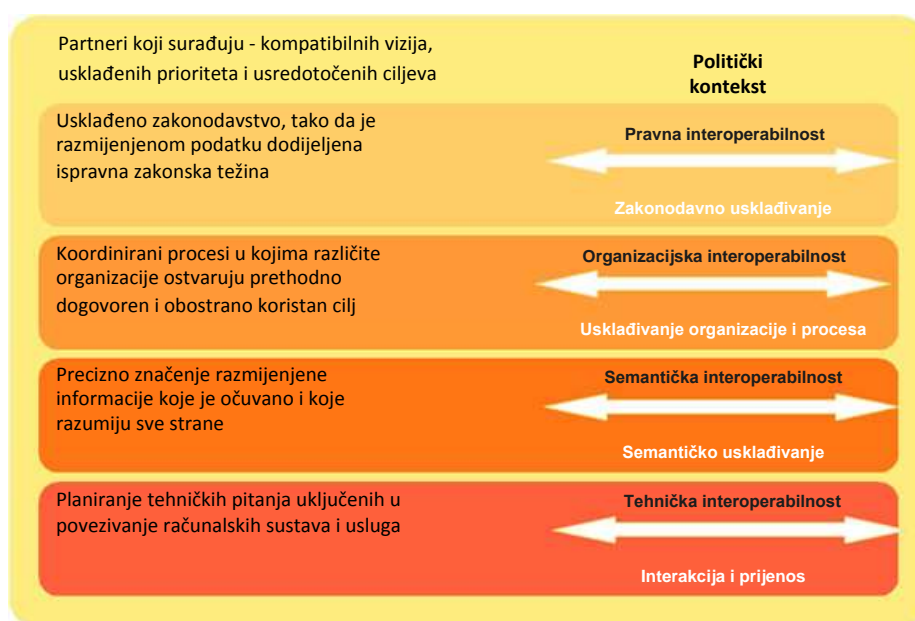 Partneri koji surađuju - kompatibilnih vizija,
usklađenih prioriteta i usredotočenih ciljeva
Politički
kontekst
Usklađeno zakonodavstvo, tako da je
razmijenjenom podatku dodijeljena
ispravna zakonska težina
Pravna interoperabilnost
Zakonodavno usklađivanje
Koordinirani procesi u kojima različite
organizacije ostvaruju prethodno
dogovoren i obostrano koristan cilj
Organizacijska interoperabilnost
Usklađivanje organizacije i procesa
Precizno značenje razmijenjene
informacije koje je očuvano i koje
razumiju sve strane
Semantička interoperabilnost
Semantičko usklađivanje
Planiranje tehničkih pitanja uključenih u
povezivanje računalskih sustava i usluga
Tehnička interoperabilnost
Interakcija i prijenos